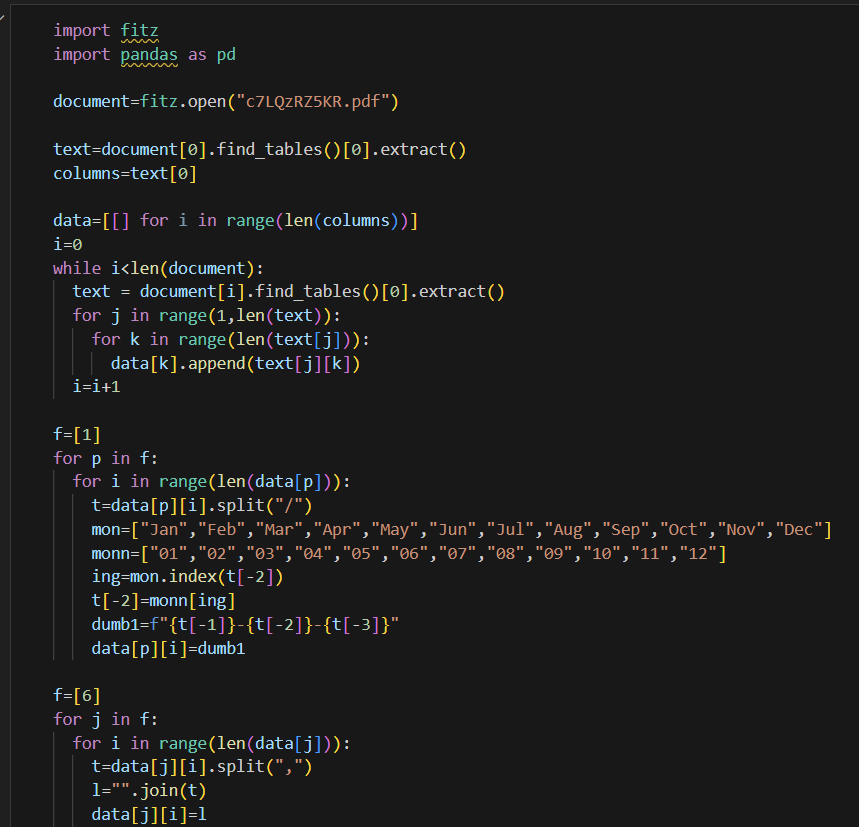 import fitz
import pandas as pd
document=fitz.open("c7LQzRZ5KR.pdf")
text=document[0].find_tables()[0].extract()
columns=text[0]
data=[[] for i in range(len(columns))]
i=0
while i<len(document):
  text = document[i].find_tables()[0].extract()
  for j in range(1,len(text)):
    for k in range(len(text[j])):
      data[k].append(text[j][k])
  i=i+1
f=[1]
for p in f:
  for i in range(len(data[p])):
    t=data[p][i].split("/")
    mon=["Jan","Feb","Mar","Apr","May","Jun","Jul","Aug","Sep","Oct","Nov","Dec"]
    monn=["01","02","03","04","05","06","07","08","09","10","11","12"]
    ing=mon.index(t[-2])
    t[-2]=monn[ing]
    dumb1=f"{t[-1]}-{t[-2]}-{t[-3]}"
    data[p][i]=dumb1
f=[6]
for j in f:
  for i in range(len(data[j])):
    t=data[j][i].split(",")
    l="".join(t)
    data[j][i]=l